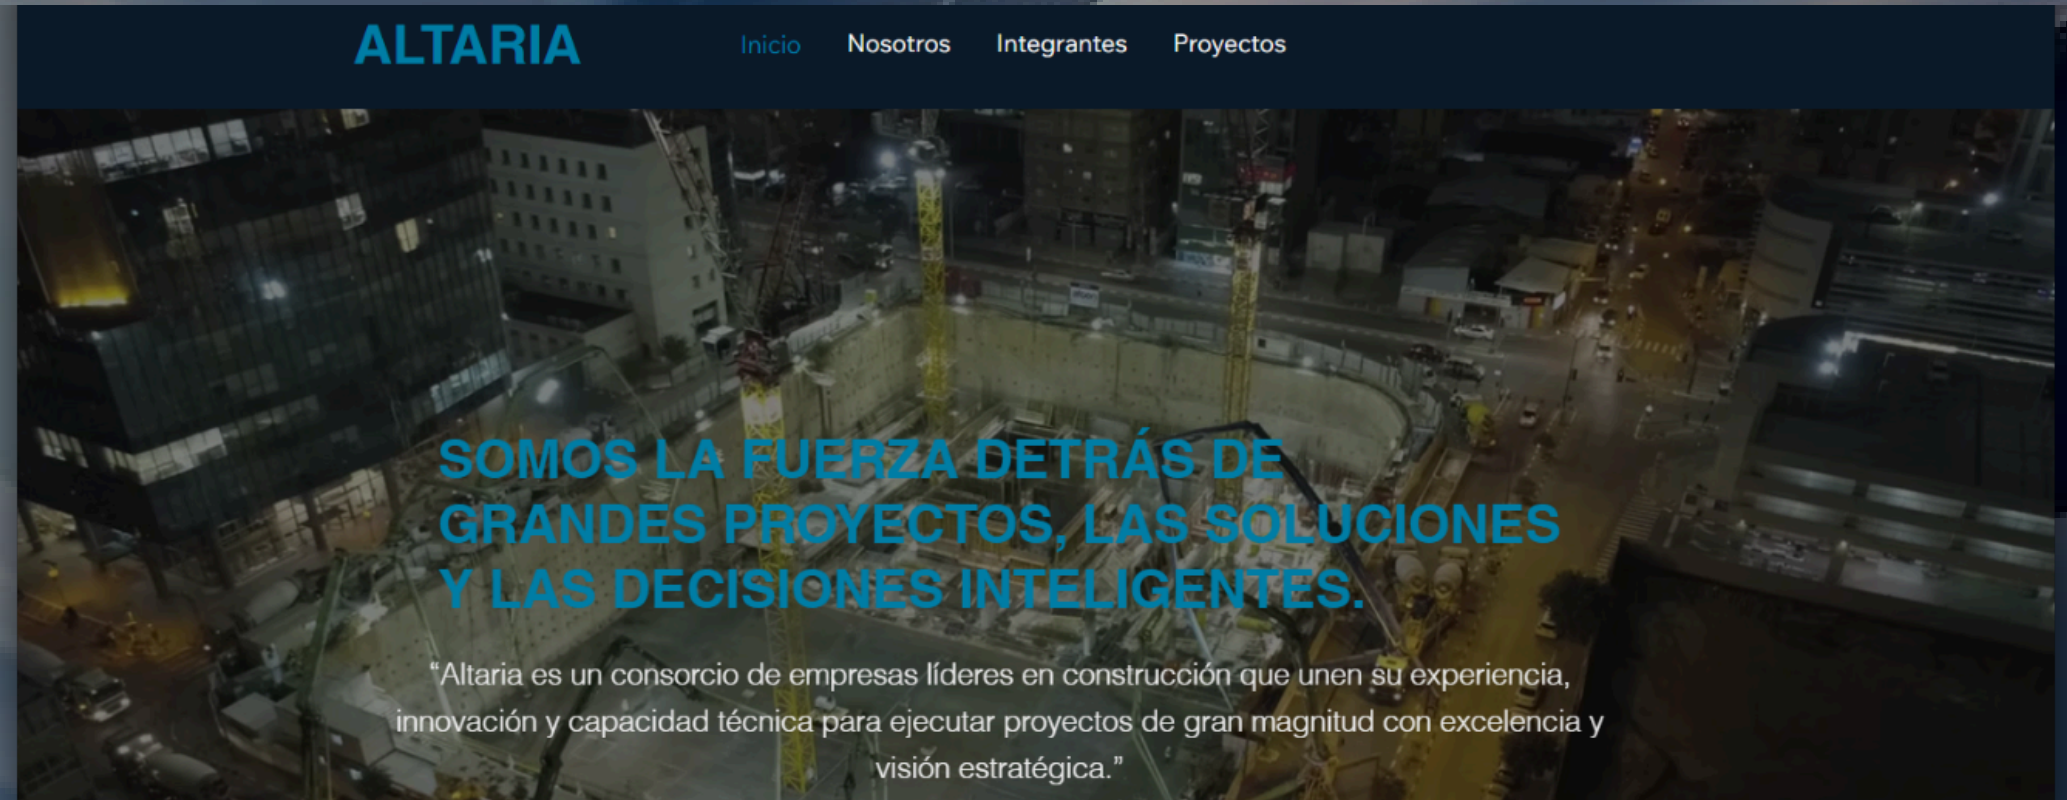 ALTARIA
Inicio Nosotros Integrantes Proyectos
SOMOS LA FUERZA DETRÁS DE
GRANDES PROYECTOS, LAS SOLUCIONES
Y LAS DECISIONES INTELIGENTES.
“Altaria es un consorcio de empresas líderes en construcción que unen su experiencia,
innovación y capacidad técnica para ejecutar proyectos de gran magnitud con excelencia y
visión estratégica.”